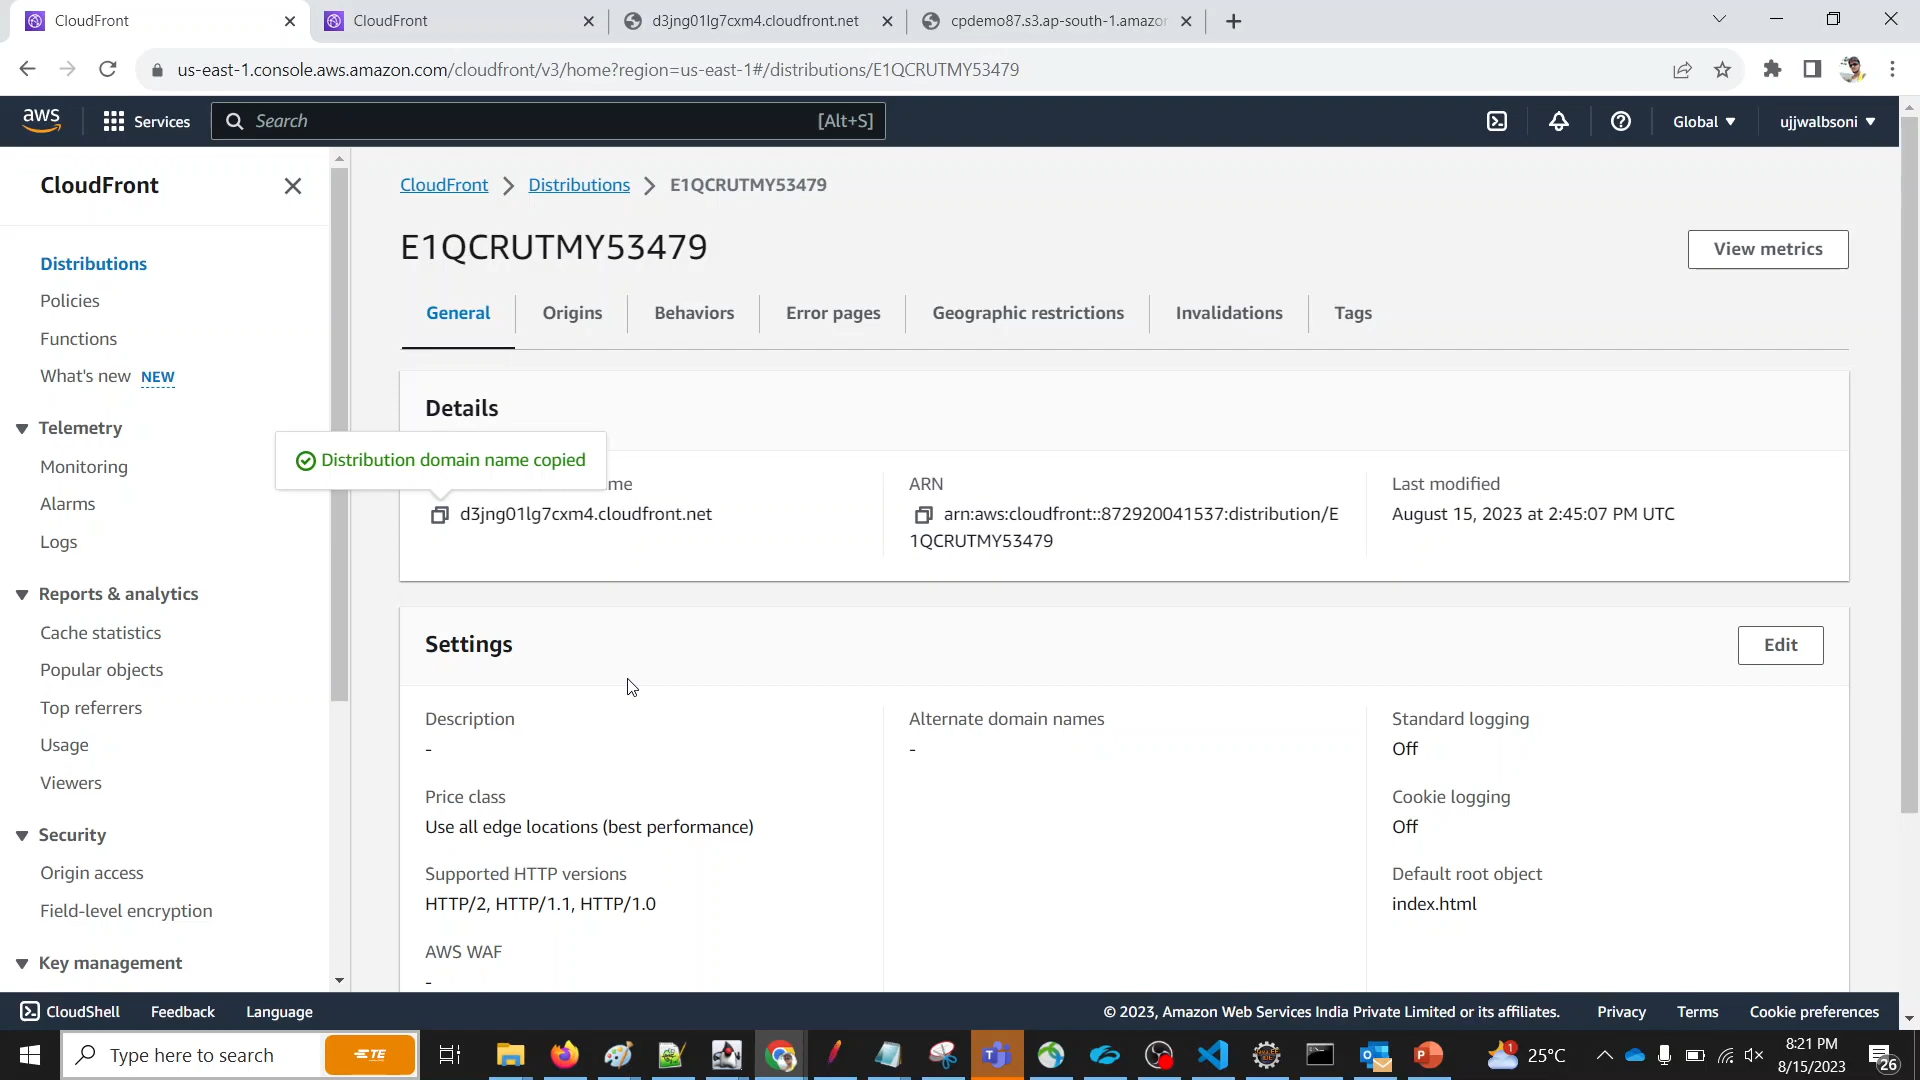 CloudFront
CloudFront
d3jng01lg7cxm4.cloudfront.net
cpdemo87.s3.ap-south-1.amazon
us-east-1.console.aws.amazon.com/cloudfront/v3/home?region=us-east-1#/distributions/E1QCRUTMY53479
aws
Services
Search
[Alt+S]
Global
ujjwalbsoni
CloudFront
Distributions
Policies
Functions
What's new NEW
Telemetry
Monitoring
Alarms
Logs
Reports & analytics
Cache statistics
Popular objects
Top referrers
Usage
Viewers
Security
Origin access
Field-level encryption
Key management
CloudFront
Distributions
E1QCRUTMY53479
E1QCRUTMY53479
View metrics
General
Origins
Behaviors
Error pages
Geographic restrictions
Invalidations
Tags
Details
Distribution domain name copied
me
d3jng01lg7cxm4.cloudfront.net
ARN
arn:aws:cloudfront::872920041537:distribution/E
1QCRUTMY53479
Last modified
August 15, 2023 at 2:45:07 PM UTC
Settings
Edit
Description
-
Price class
Use all edge locations (best performance)
Supported HTTP versions
HTTP/2, HTTP/1.1, HTTP/1.0
AWS WAF
-
Alternate domain names
-
Standard logging
Off
Cookie logging
Off
Default root object
index.html
CloudShell
Feedback
Language
© 2023, Amazon Web Services India Private Limited or its affiliates.
Privacy
Terms
Cookie preferences
Type here to search
TE
1
25°C
8:21 PM
8/15/2023
26